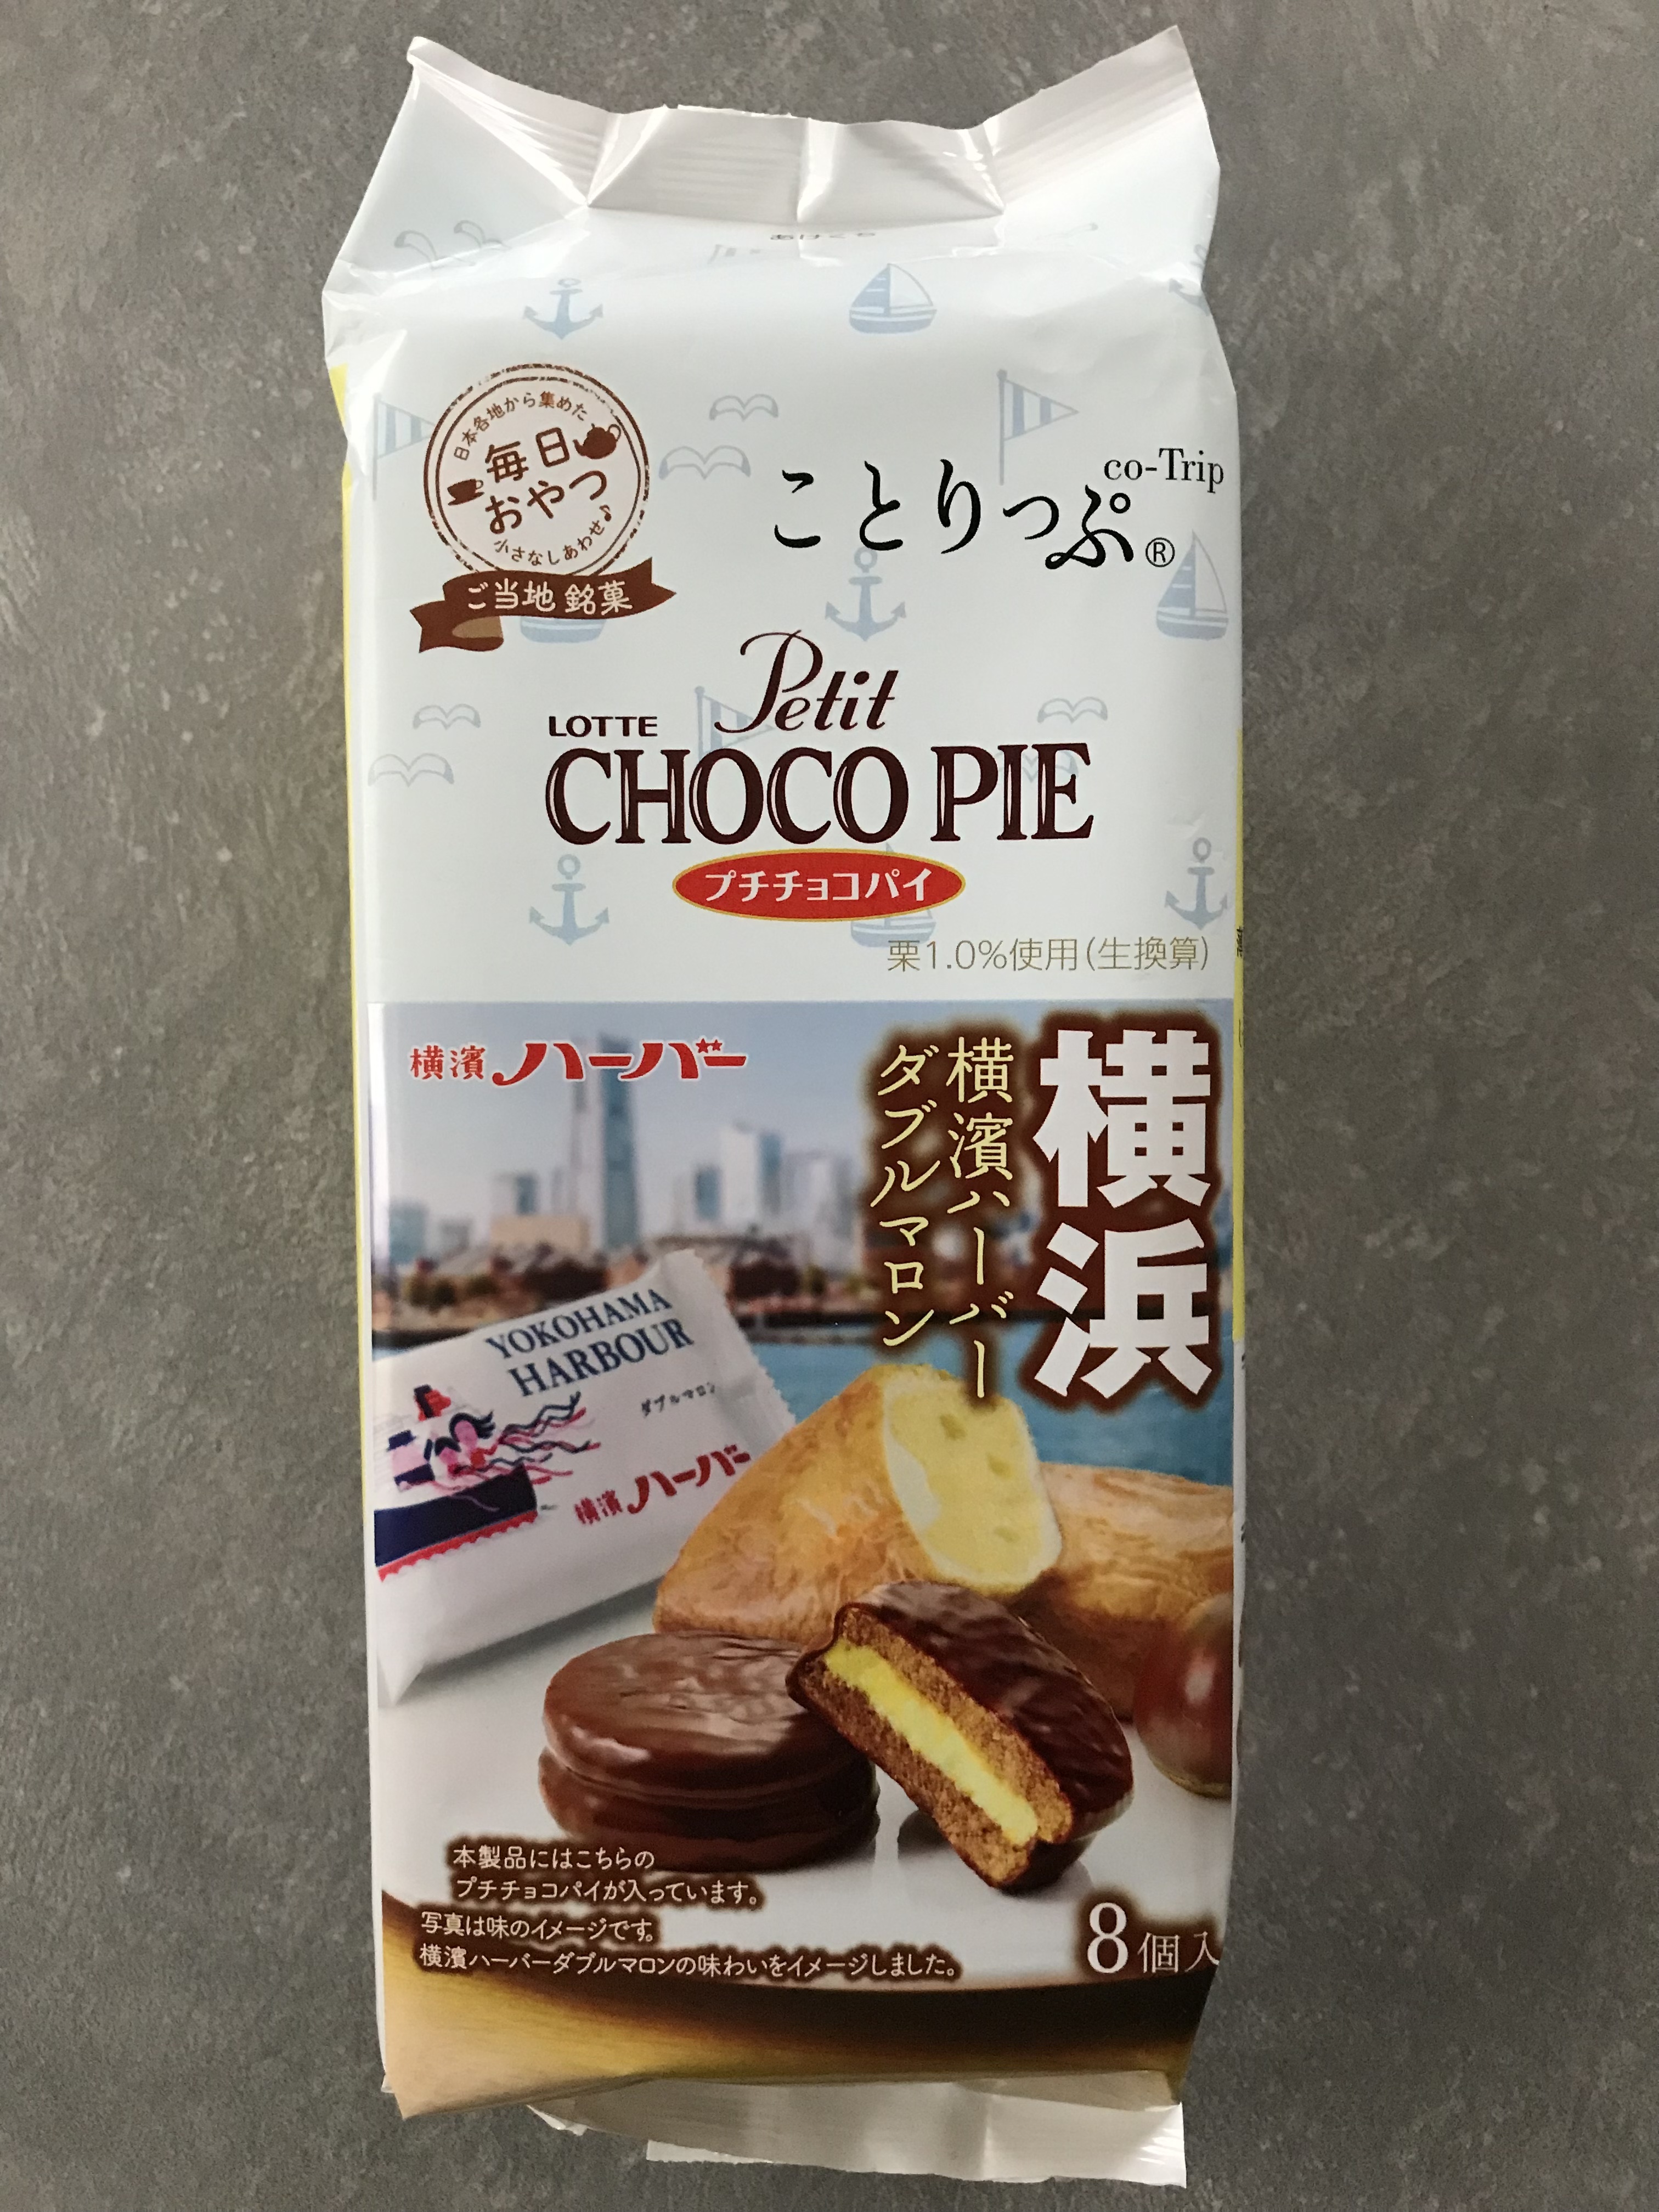 あけくち
日本各地から集めた
毎日
おやつ
小さなしあわせ♪
ご当地 銘菓
co-Trip
ことりっぷ®
Petit
LOTTE
CHOCO PIE
プチチョコパイ
栗1.0%使用(生換算)
横濱ハーバー
横浜
横濱ハーバー
ダブルマロン
YOKOHAMA
HARBOUR
ダブルマロン
横濱ハーバー
本製品にはこちらの
プチチョコパイが入っています。
写真は味のイメージです。
横濱ハーバーダブルマロンの味わいをイメージしました。
8個入